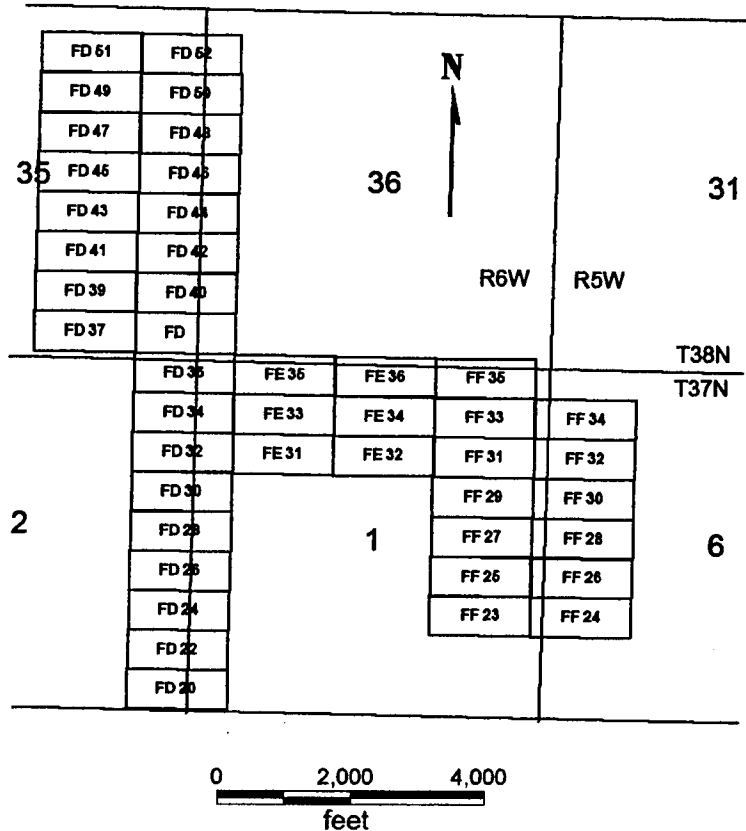 FD 51 FD 52
N
FD 49 FD 50
FD 47 FD 48
35 FD 45 FD 46 36 31
FD 43 FD 44
FD 41 FD 42
R6W R5W
FD 39 FD 40
FD 37 FD
T38N
FD 36 FE 35 FE 36 FF 35
T37N
FD 34 FE 33 FE 34 FF 33 FF 34
FD 32 FE 31 FE 32 FF 31 FF 32
FD 30 FF 29 FF 30
2 FD 28 1 FF 27 FF 28 6
FD 26 FF 25 FF 26
FD 24 FF 23 FF 24
FD 22
FD 20
0 2,000 4,000
feet